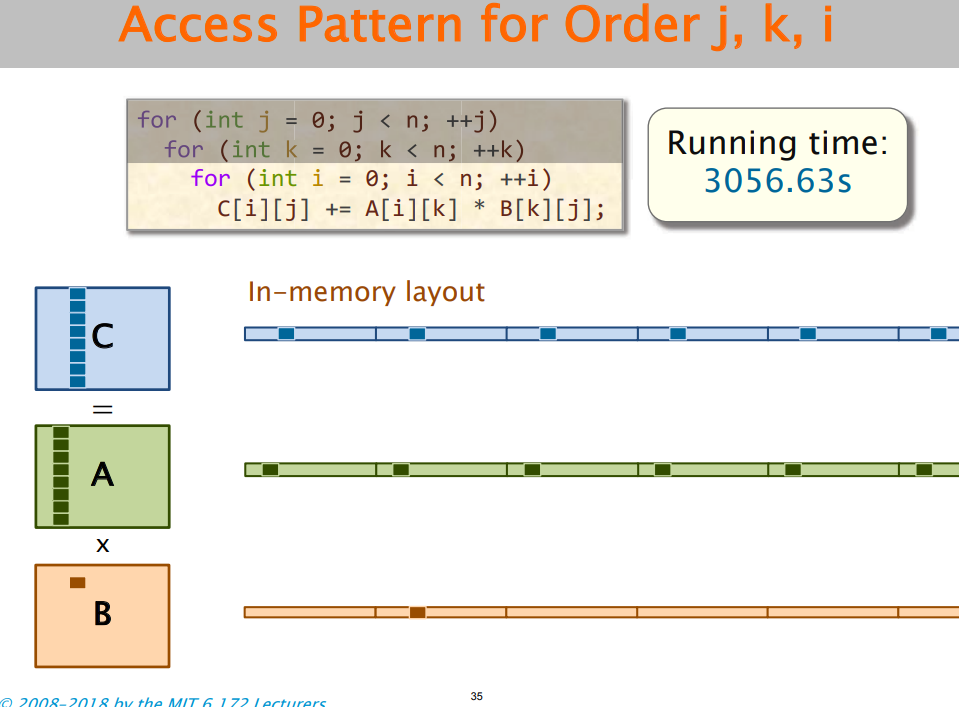 Access Pattern for Order j, k, i
for (int j = 0; j < n; ++j)
for (int k = 0; k < n; ++k)
for (int i = 0; i < n; ++i)
C[i][j] += A[i][k] * B[k][j];
Running time:
3056.63s
In-memory layout
C
=
A
x
B
© 2008-2018 by the MIT 6.172 Lecturers
35